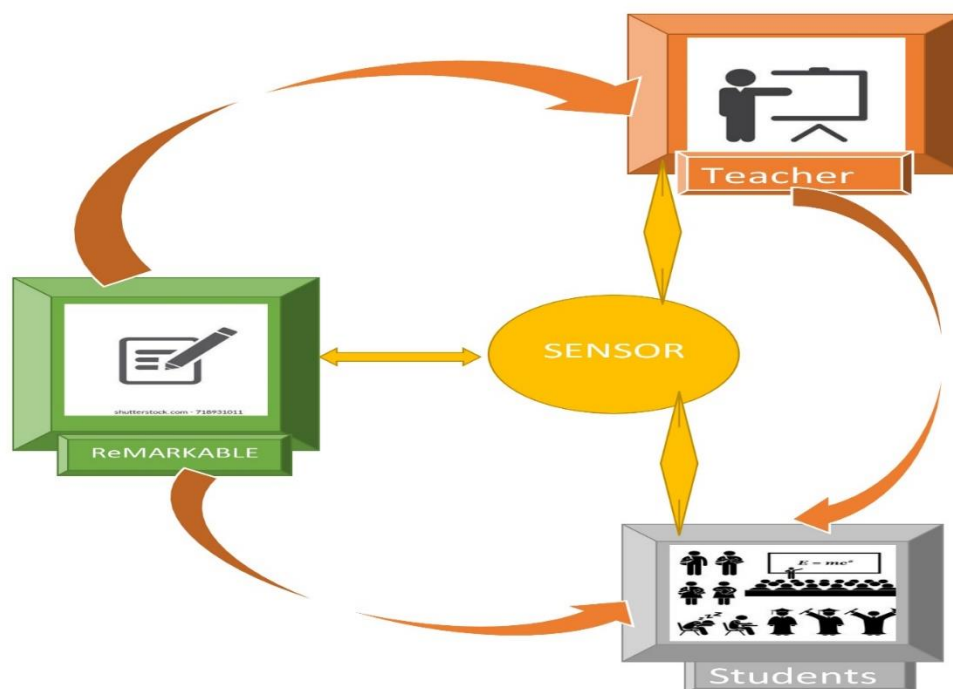 Teacher
SENSOR
shutterstock.com · 718931011
ReMARKABLE
E = mc²
Students